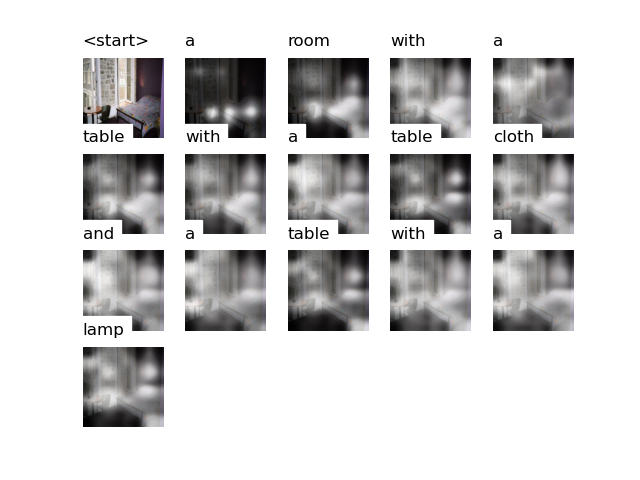 <start> a room with a
table with a table cloth
and a table with a
lamp